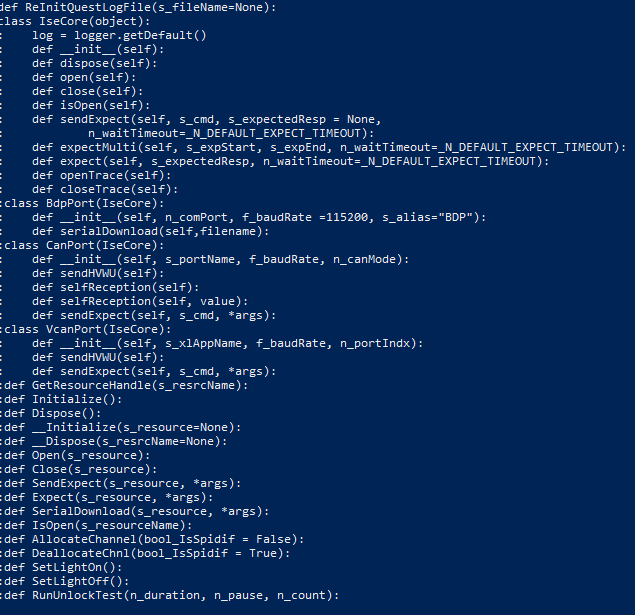 def ReInitQuestLogFile(s_fileName=None):
class IseCore(object):
:    log = logger.getDefault()
:    def __init__(self):
:    def dispose(self):
:    def open(self):
:    def close(self):
:    def isOpen(self):
:    def sendExpect(self, s_cmd, s_expectedResp = None,
:            n_waitTimeout=_N_DEFAULT_EXPECT_TIMEOUT):
:    def expectMulti(self, s_expStart, s_expEnd, n_waitTimeout=_N_DEFAULT_EXPECT_TIMEOUT):
:    def expect(self, s_expectedResp, n_waitTimeout=_N_DEFAULT_EXPECT_TIMEOUT):
:    def openTrace(self):
:    def closeTrace(self):
:class BdpPort(IseCore):
:    def __init__(self, n_comPort, f_baudRate =115200, s_alias="BDP"):
:    def serialDownload(self,filename):
:class CanPort(IseCore):
:    def __init__(self, s_portName, f_baudRate, n_canMode):
:    def sendHVWU(self):
:    def selfReception(self):
:    def selfReception(self, value):
:    def sendExpect(self, s_cmd, *args):
:class VcanPort(IseCore):
:    def __init__(self, s_xlAppName, f_baudRate, n_portIndx):
:    def sendHVWU(self):
:    def sendExpect(self, s_cmd, *args):
:def GetResourceHandle(s_resrcName):
:def Initialize():
:def Dispose():
:def __Initialize(s_resource=None):
:def __Dispose(s_resrcName=None):
:def Open(s_resource):
:def Close(s_resource):
:def SendExpect(s_resource, *args):
:def Expect(s_resource, *args):
:def SerialDownload(s_resource, *args):
:def IsOpen(s_resourceName):
:def AllocateChannel(bool_IsSpidif = False):
:def DeallocateChnl(bool_IsSpidif = True):
:def SetLightOn():
:def SetLightOff():
:def RunUnlockTest(n_duration, n_pause, n_count):